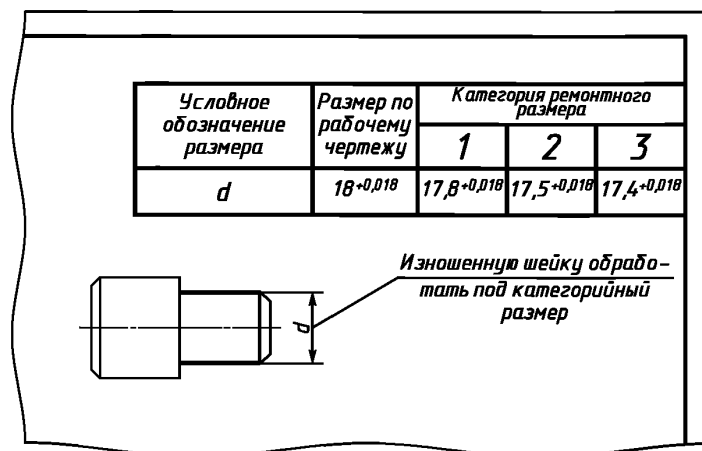 Условное
обозначение
размера
Размер по
рабочему
чертежу
Категория ремонтного
размера
1
2
3
d
18+0,018
17,8+0,018
17,5+0,018
17,4+0,018
Изношенную шейку обрабо-
тать под категорийный
размер
d